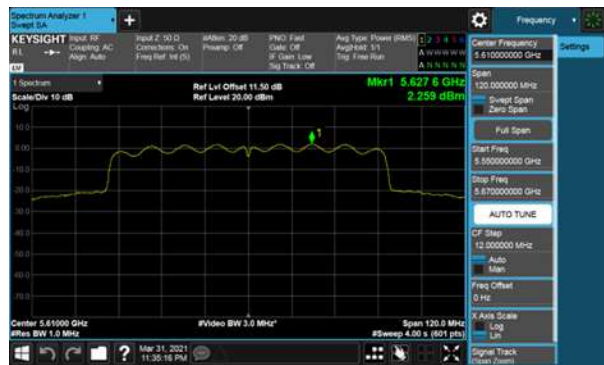 Spectrum Analyzer 1
Swept SA
+
Frequency
KEYSIGHT
Input: RF
Coupling: AC
Align: Auto
Input Z: 50 Ω
Corrections: On
Freq Ref: Int (S)
#Atten: 20 dB
Preamp: Off
PNO: Fast
Gate: Off
IF Gain: Low
Sig Track: Off
Avg Type: Power (RMS)
Avg|Hold: 1/1
Trig: Free Run
1 2 3 4 5 6
A W W W W W
A N N N N N
1 Spectrum
Scale/Div 10 dB
Log
Ref Lvl Offset 11.50 dB
Ref Level 20.00 dBm
Mkr1 5.627 6 GHz
2.259 dBm
1
10.0
0.00
-10.0
-20.0
-30.0
-40.0
-50.0
-60.0
-70.0
Center 5.61000 GHz
#Res BW 1.0 MHz
#Video BW 3.0 MHz*
Span 120.0 MHz
#Sweep 4.00 s (601 pts)
Mar 31, 2021
11:35:16 PM
Center Frequency
5.610000000 GHz
Settings
Span
120.000000 MHz
Swept Span
Zero Span
Full Span
Start Freq
5.550000000 GHz
Stop Freq
5.670000000 GHz
AUTO TUNE
CF Step
12.000000 MHz
Auto
Man
Freq Offset
0 Hz
X Axis Scale
Log
Lin
Signal Track
(Span Zoom)